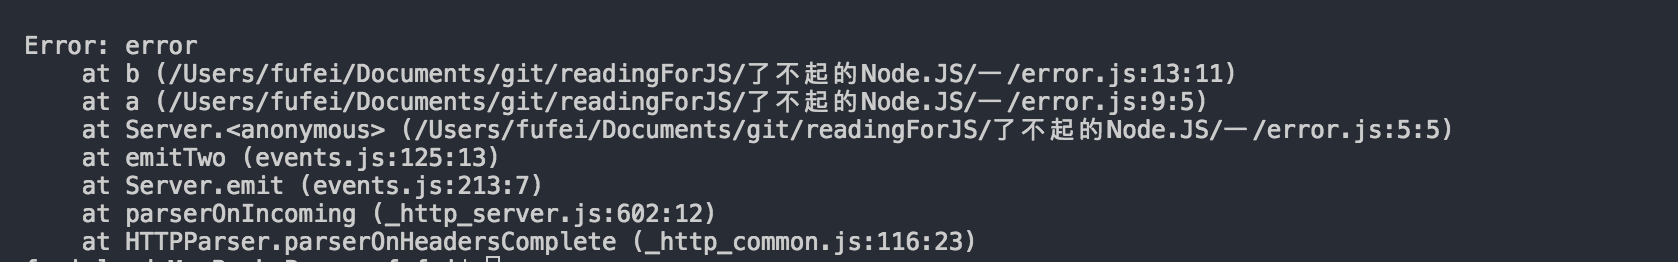 Error: error
    at b (/Users/fufei/Documents/git/readingForJS/了不起的Node.JS/一/error.js:13:11)
    at a (/Users/fufei/Documents/git/readingForJS/了不起的Node.JS/一/error.js:9:5)
    at Server.<anonymous> (/Users/fufei/Documents/git/readingForJS/了不起的Node.JS/一/error.js:5:5)
    at emitTwo (events.js:125:13)
    at Server.emit (events.js:213:7)
    at parserOnIncoming (_http_server.js:602:12)
    at HTTPParser.parserOnHeadersComplete (_http_common.js:116:23)